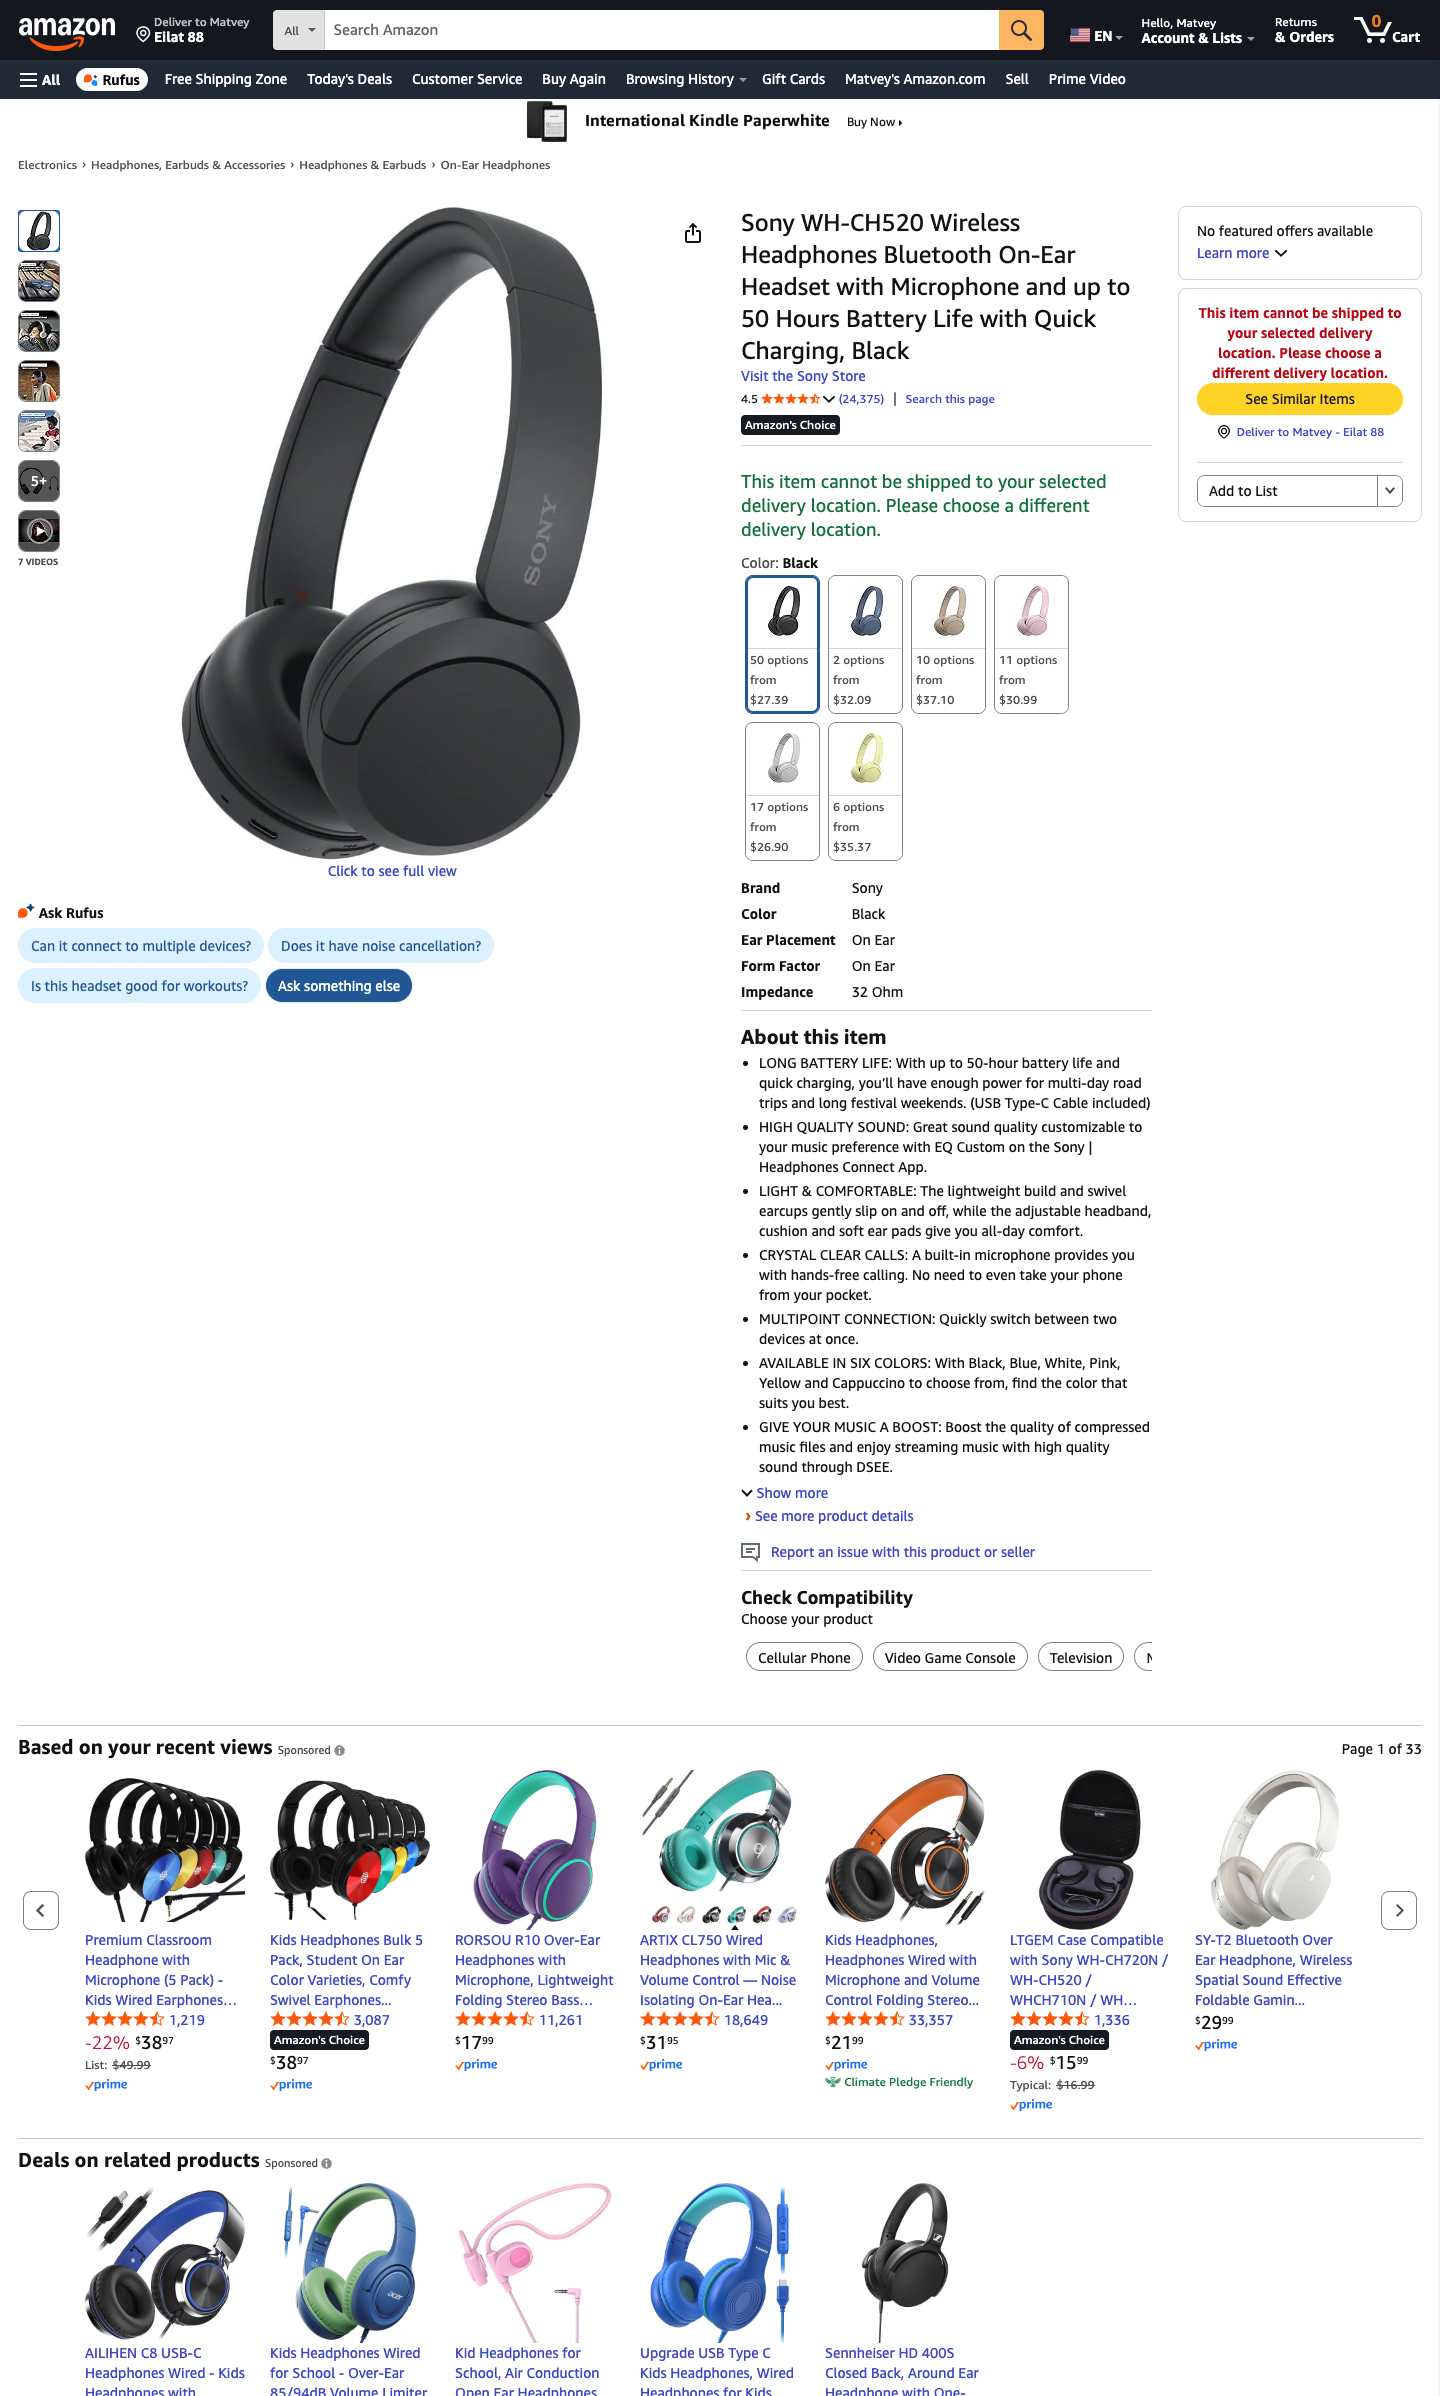 amazon
Deliver to Matvey
Eilat 88
All
Search Amazon
EN
Hello, Matvey
Account & Lists
Returns
& Orders
0
Cart
All
Rufus
Free Shipping Zone
Today's Deals
Customer Service
Buy Again
Browsing History
Gift Cards
Matvey's Amazon.com
Sell
Prime Video
International Kindle Paperwhite
Buy Now
Electronics › Headphones, Earbuds & Accessories › Headphones & Earbuds › On-Ear Headphones
5+
7 VIDEOS
SONY
Click to see full view
Ask Rufus
Can it connect to multiple devices?
Does it have noise cancellation?
Is this headset good for workouts?
Ask something else
Sony WH-CH520 Wireless
Headphones Bluetooth On-Ear
Headset with Microphone and up to
50 Hours Battery Life with Quick
Charging, Black
Visit the Sony Store
4.5 (24,375) | Search this page
Amazon's Choice
This item cannot be shipped to your selected
delivery location. Please choose a different
delivery location.
Color: Black
50 options
from
$27.39
2 options
from
$32.09
10 options
from
$37.10
11 options
from
$30.99
17 options
from
$26.90
6 options
from
$35.37
Brand Sony
Color Black
Ear Placement On Ear
Form Factor On Ear
Impedance 32 Ohm
About this item
• LONG BATTERY LIFE: With up to 50-hour battery life and
quick charging, you’ll have enough power for multi-day road
trips and long festival weekends. (USB Type-C Cable included)
• HIGH QUALITY SOUND: Great sound quality customizable to
your music preference with EQ Custom on the Sony |
Headphones Connect App.
• LIGHT & COMFORTABLE: The lightweight build and swivel
earcups gently slip on and off, while the adjustable headband,
cushion and soft ear pads give you all-day comfort.
• CRYSTAL CLEAR CALLS: A built-in microphone provides you
with hands-free calling. No need to even take your phone
from your pocket.
• MULTIPOINT CONNECTION: Quickly switch between two
devices at once.
• AVAILABLE IN SIX COLORS: With Black, Blue, White, Pink,
Yellow and Cappuccino to choose from, find the color that
suits you best.
• GIVE YOUR MUSIC A BOOST: Boost the quality of compressed
music files and enjoy streaming music with high quality
sound through DSEE.
Show more
› See more product details
Report an issue with this product or seller
Check Compatibility
Choose your product
Cellular Phone
Video Game Console
Television
No featured offers available
Learn more
This item cannot be shipped to
your selected delivery
location. Please choose a
different delivery location.
See Similar Items
Deliver to Matvey - Eilat 88
Add to List
Based on your recent views Sponsored
Page 1 of 33
Premium Classroom
Headphone with
Microphone (5 Pack) -
Kids Wired Earphones…
1,219
-22% $38.97
List: $49.99
prime
Kids Headphones Bulk 5
Pack, Student On Ear
Color Varieties, Comfy
Swivel Earphones…
3,087
Amazon's Choice
$38.97
prime
RORSOU R10 Over-Ear
Headphones with
Microphone, Lightweight
Folding Stereo Bass…
11,261
$17.99
prime
ARTIX CL750 Wired
Headphones with Mic &
Volume Control — Noise
Isolating On-Ear Hea…
18,649
$31.95
prime
Kids Headphones,
Headphones Wired with
Microphone and Volume
Control Folding Stereo…
33,357
$21.99
prime
Climate Pledge Friendly
LTGEM Case Compatible
with Sony WH-CH720N /
WH-CH520 /
WHCH710N / WH…
1,336
Amazon's Choice
-6% $15.99
Typical: $16.99
prime
SY-T2 Bluetooth Over
Ear Headphone, Wireless
Spatial Sound Effective
Foldable Gamin…
$29.99
prime
Deals on related products Sponsored
acer
AILIHEN C8 USB-C
Headphones Wired - Kids
Headphones with
Kids Headphones Wired
for School - Over-Ear
85/94dB Volume Limiter
Kid Headphones for
School, Air Conduction
Open Ear Headphones
Upgrade USB Type C
Kids Headphones, Wired
Headphones for Kids
Sennheiser HD 400S
Closed Back, Around Ear
Headphone with One-